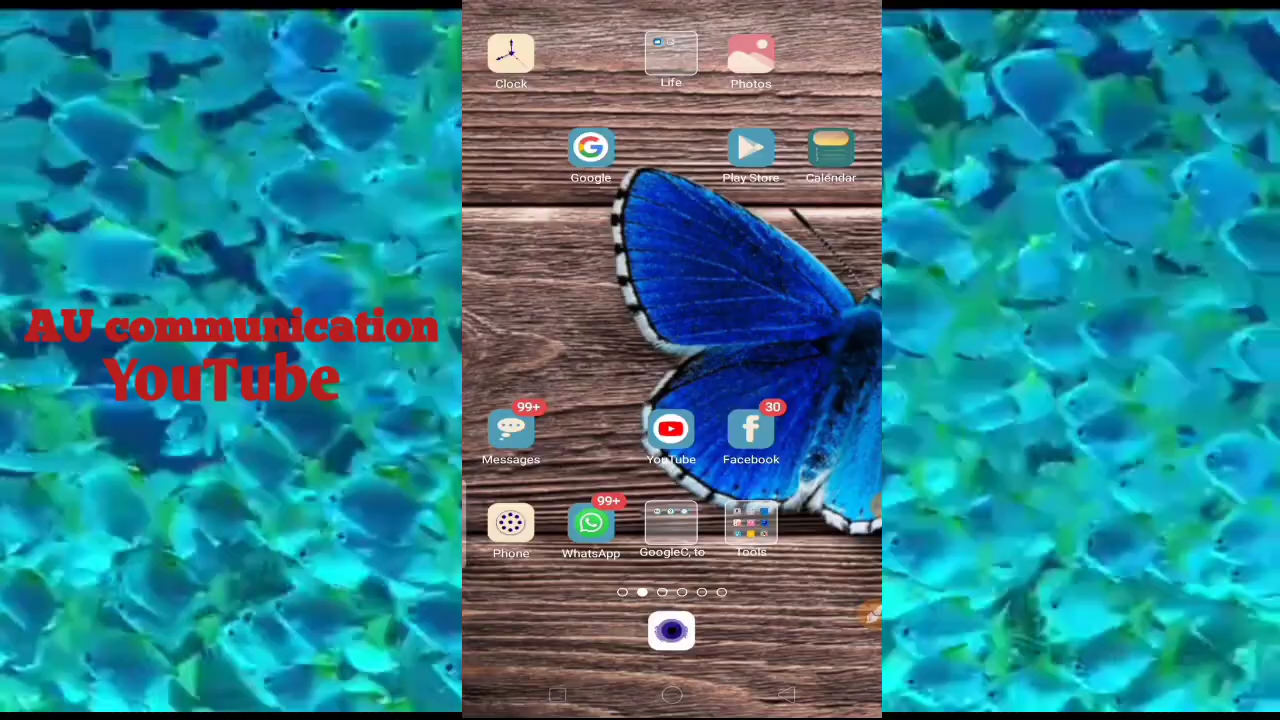 Clock
Life
Photos
Google
Play Store
Calendar
AU communication
YouTube
99+
30
Messages
YouTube
Facebook
99+
Phone
WhatsApp
GoogleC, to
Tools